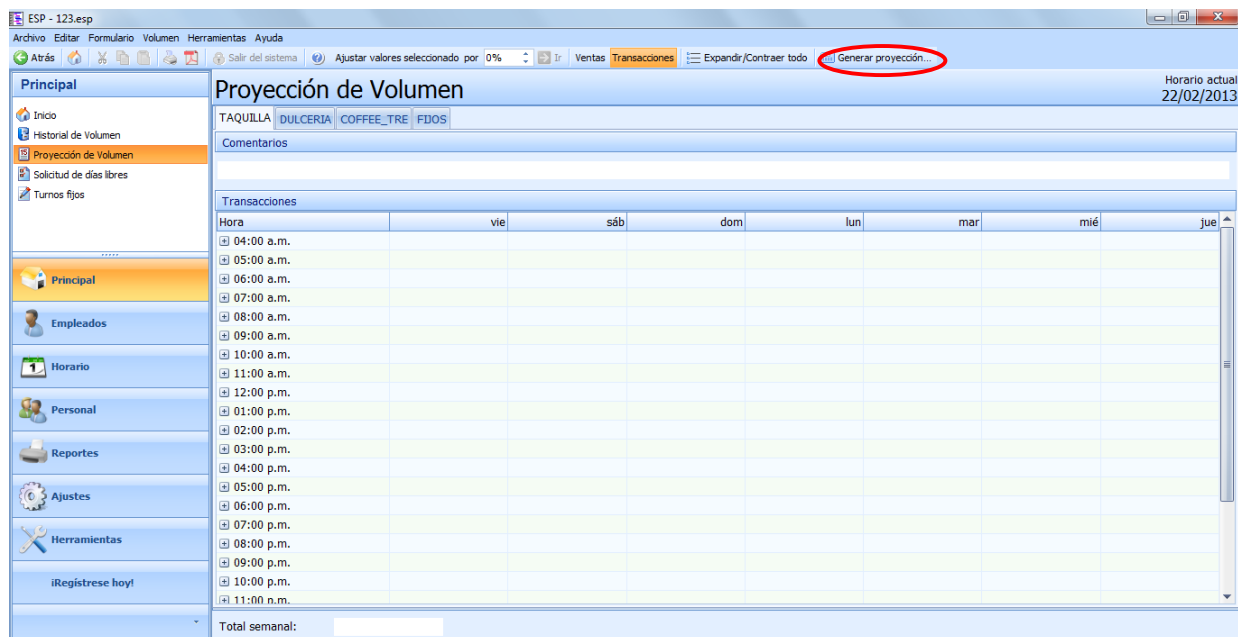 ESP - 123.esp
Archivo Editar Formulario Volumen Herramientas Ayuda
Atrás Salir del sistema Ajustar valores seleccionado por 0% Ir Ventas Transacciones Expandir/Contraer todo Generar proyección...
Principal
Proyección de Volumen
Horario actual
22/02/2013
Inicio
Historial de Volumen
Proyección de Volumen
Solicitud de días libres
Turnos fijos
TAQUILLA DULCERIA COFFEE_TRE FIJOS
Comentarios
Transacciones
Hora vie sáb dom lun mar mié jue
04:00 a.m.
05:00 a.m.
06:00 a.m.
07:00 a.m.
08:00 a.m.
09:00 a.m.
10:00 a.m.
11:00 a.m.
12:00 p.m.
01:00 p.m.
02:00 p.m.
03:00 p.m.
04:00 p.m.
05:00 p.m.
06:00 p.m.
07:00 p.m.
08:00 p.m.
09:00 p.m.
10:00 p.m.
11:00 p.m.
Principal
Empleados
Horario
Personal
Reportes
Ajustes
Herramientas
¡Regístrese hoy!
Total semanal: